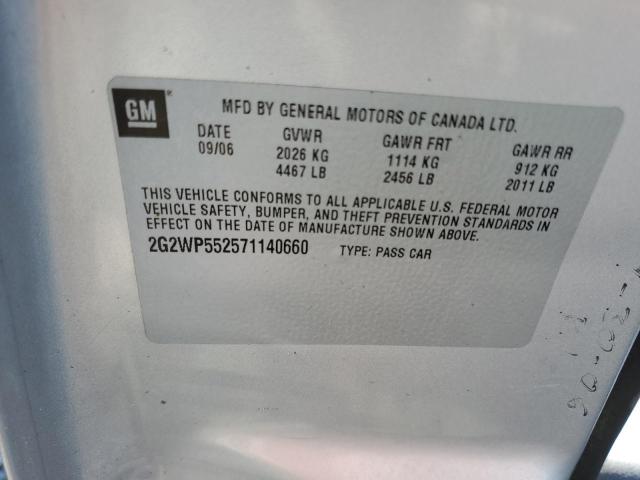 GM
MFD BY GENERAL MOTORS OF CANADA LTD.
DATE GVWR GAWR FRT GAWR RR
09/06 2026 KG 1114 KG 912 KG
4467 LB 2456 LB 2011 LB
THIS VEHICLE CONFORMS TO ALL APPLICABLE U.S. FEDERAL MOTOR
VEHICLE SAFETY, BUMPER, AND THEFT PREVENTION STANDARDS IN
EFFECT ON THE DATE OF MANUFACTURE SHOWN ABOVE.
2G2WP552571140660 TYPE: PASS CAR